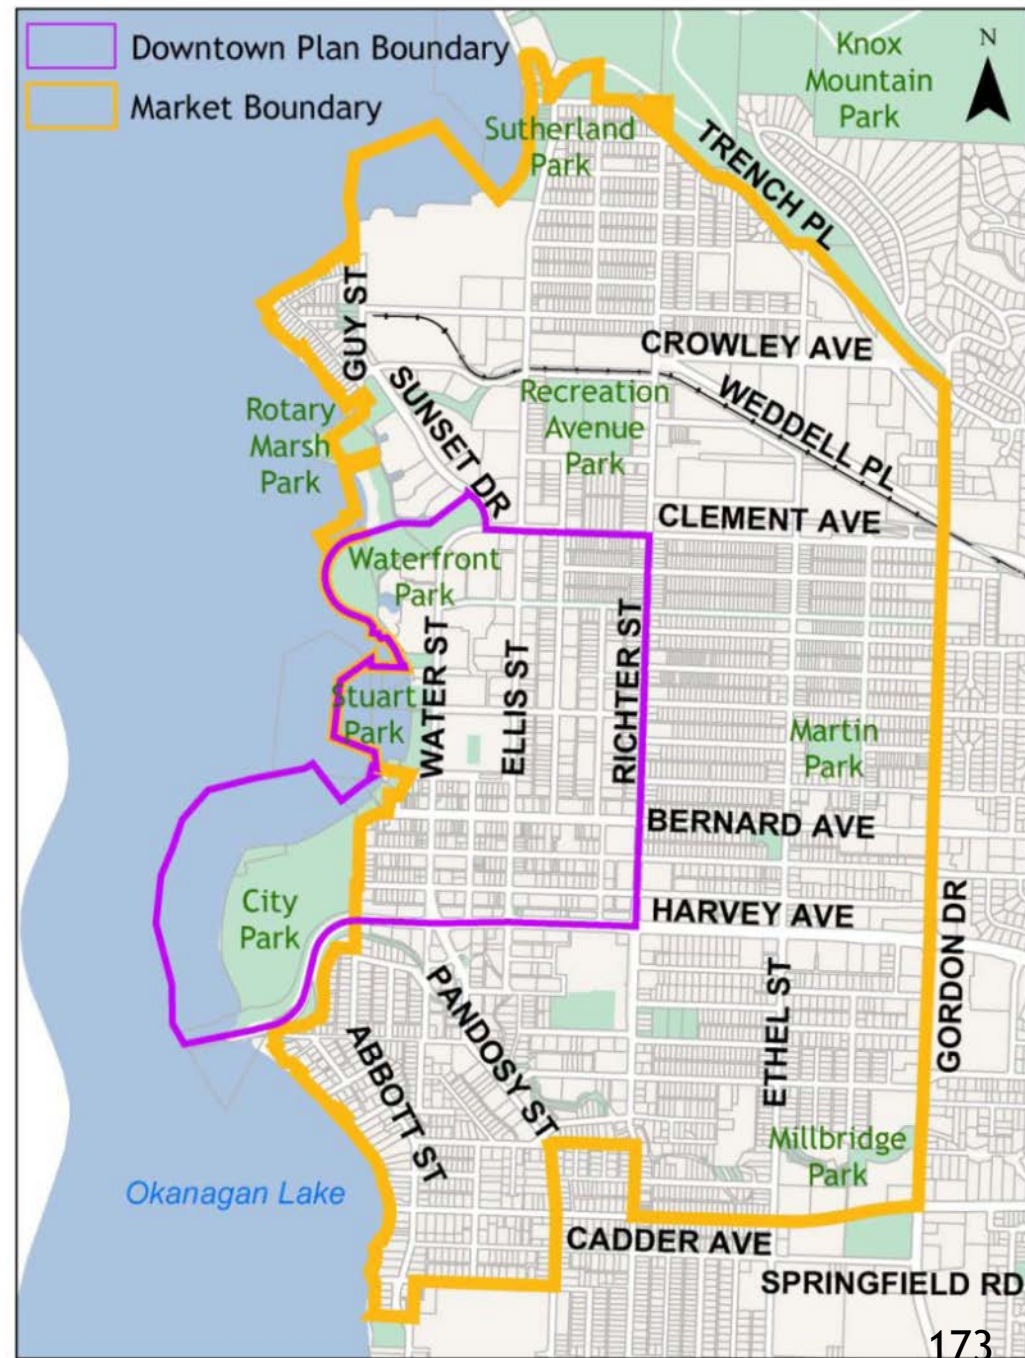 Downtown Plan Boundary
Market Boundary
Knox
Mountain
Park
N
Sutherland
Park
TRENCH PL
GUY ST
CROWLEY AVE
SUNSET DR
Rotary
Marsh
Park
Recreation
Avenue
Park
WEDDELL PL
CLEMENT AVE
Waterfront
Park
WATER ST
ELLIS ST
RICHTER ST
Stuart
Park
Martin
Park
BERNARD AVE
City
Park
HARVEY AVE
GORDON DR
PANDOSY ST
ETHEL ST
ABBOTT ST
Millbridge
Park
Okanagan Lake
CADDER AVE
SPRINGFIELD RD
173